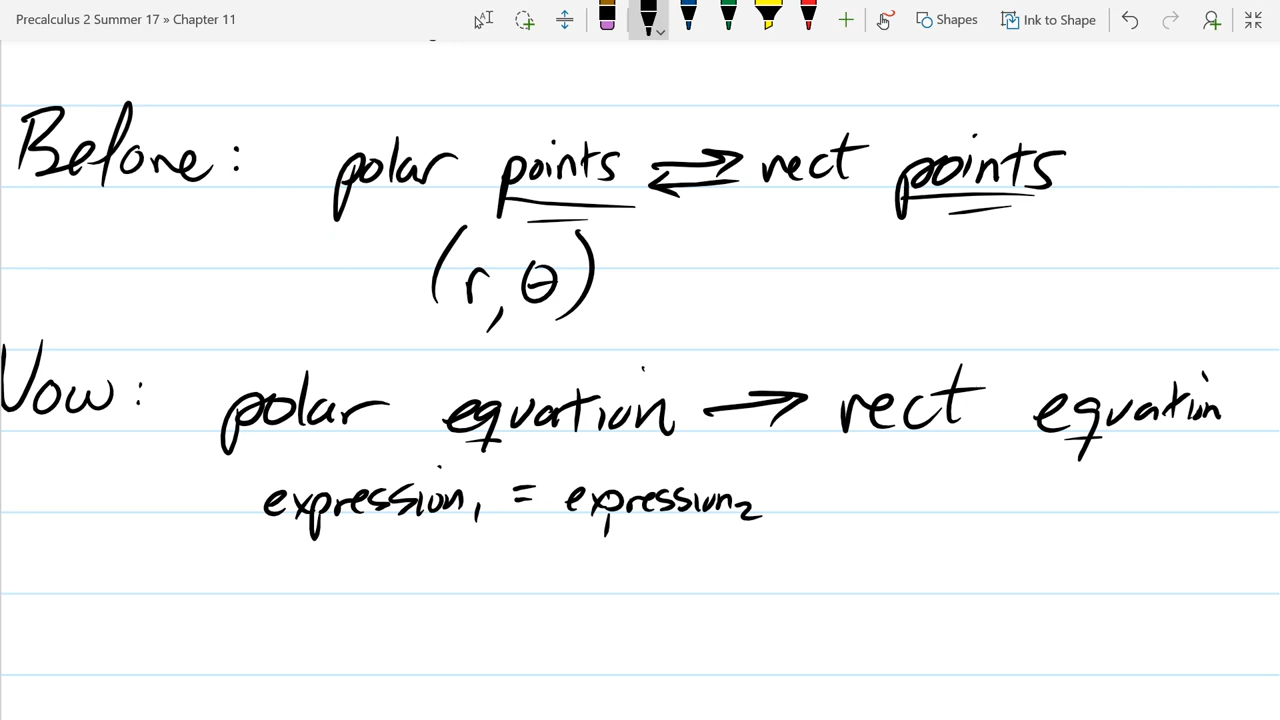 Precalculus 2 Summer 17 » Chapter 11
Shapes
Ink to Shape
Before: polar points ⇄ rect points
(r, θ)
Now: polar equation → rect equation
expression₁ = expression₂